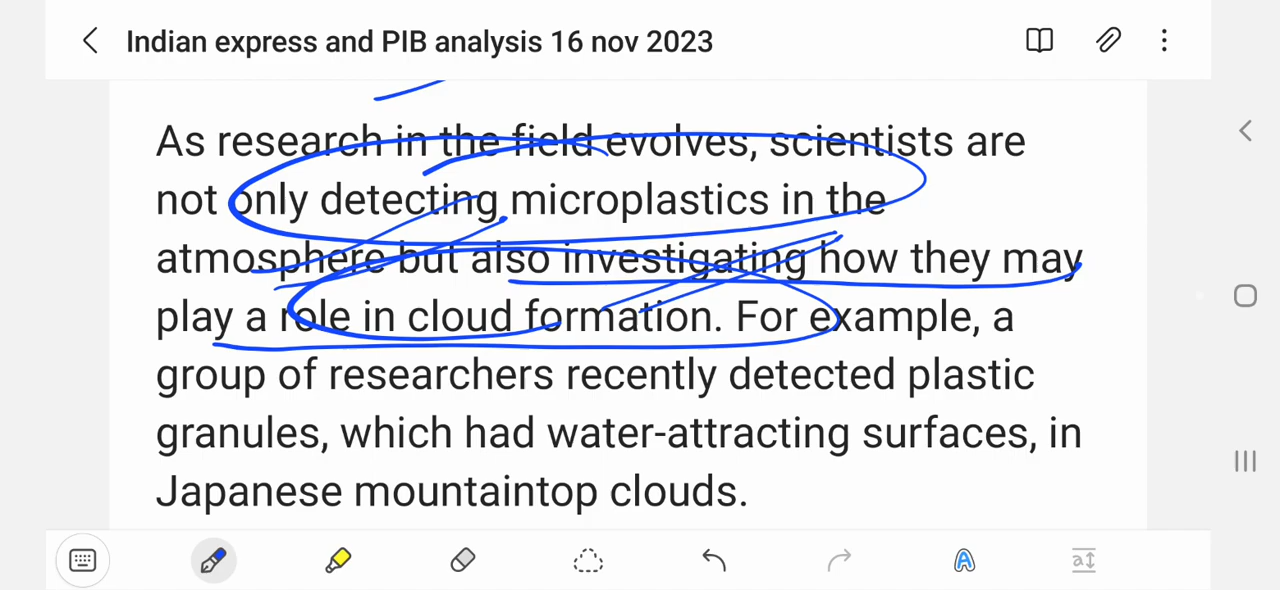 Indian express and PIB analysis 16 nov 2023
As research in the field evolves, scientists are
not only detecting microplastics in the
atmosphere but also investigating how they may
play a role in cloud formation. For example, a
group of researchers recently detected plastic
granules, which had water-attracting surfaces, in
Japanese mountaintop clouds.